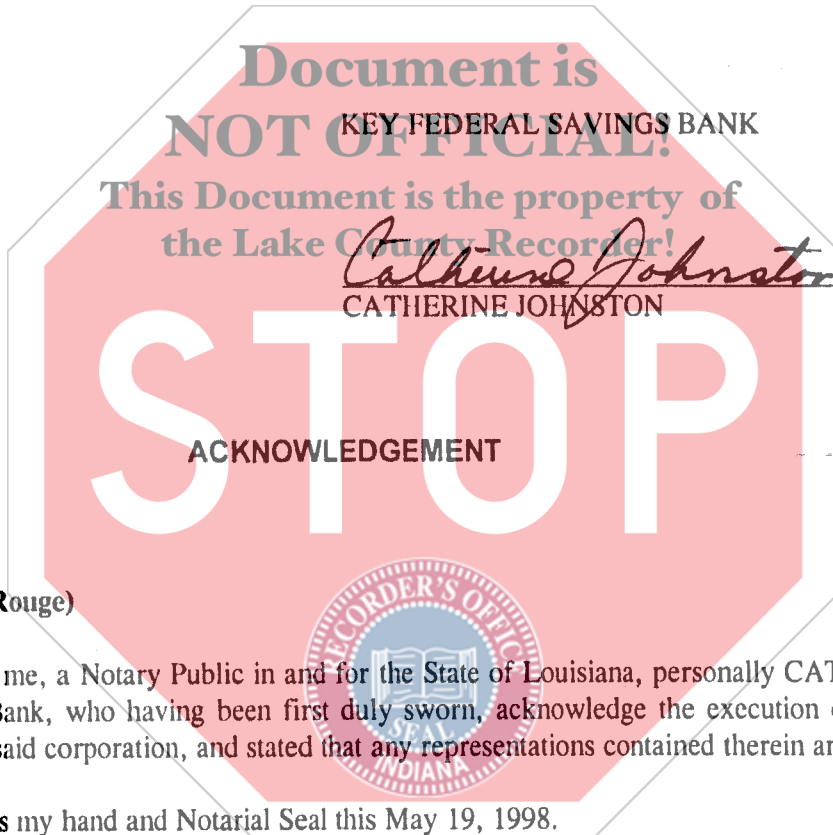 Document is
NOT OFFICIAL!
KEY FEDERAL SAVINGS BANK
This Document is the property of
the Lake County Recorder!
Catherine Johnston
CATHERINE JOHNSTON
STOP
ACKNOWLEDGEMENT
Rouge)
RECORDER'S OFFIC
SEAL
INDIANA
me, a Notary Public in and for the State of Louisiana, personally CAT
Bank, who having been first duly sworn, acknowledge the execution
said corporation, and stated that any representations contained therein ar
s my hand and Notarial Seal this May 19, 1998.